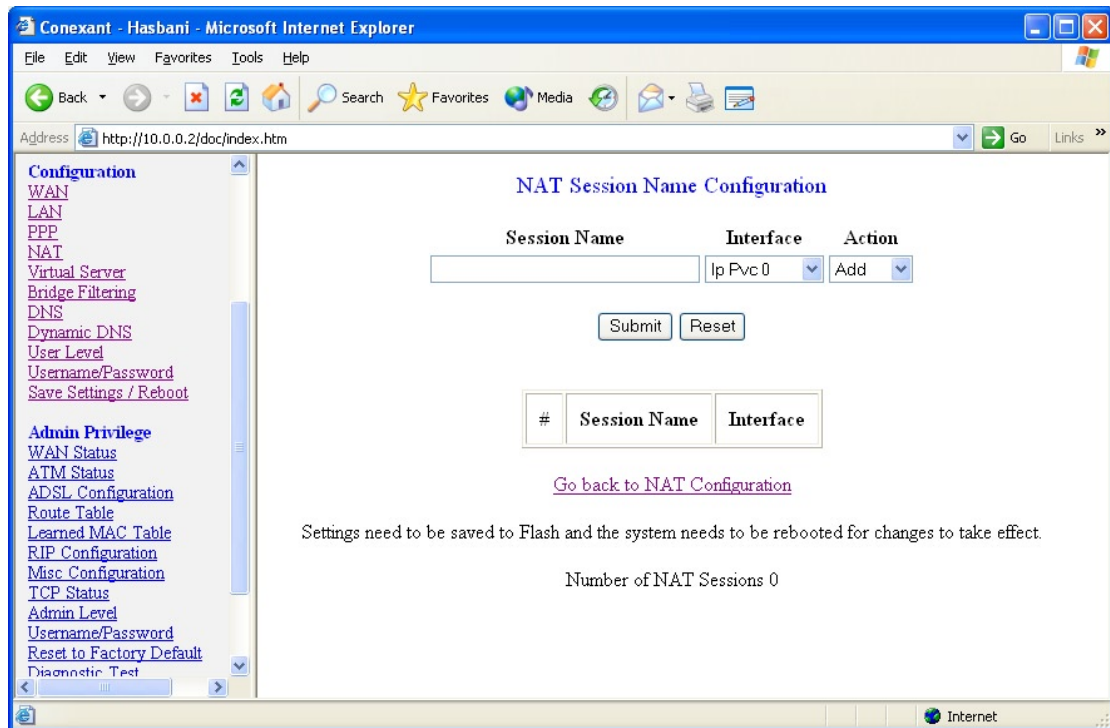 Conexant - Hasbani - Microsoft Internet Explorer
File Edit View Favorites Tools Help
Back Search Favorites Media
Address http://10.0.0.2/doc/index.htm Go Links »
Configuration
WAN
LAN
PPP
NAT
Virtual Server
Bridge Filtering
DNS
Dynamic DNS
User Level
Username/Password
Save Settings / Reboot
Admin Privilege
WAN Status
ATM Status
ADSL Configuration
Route Table
Learned MAC Table
RIP Configuration
Misc Configuration
TCP Status
Admin Level
Username/Password
Reset to Factory Default
Diagnostic Test
NAT Session Name Configuration
Session Name Interface Action
Ip Pvc 0 Add
Submit Reset
# Session Name Interface
Go back to NAT Configuration
Settings need to be saved to Flash and the system needs to be rebooted for changes to take effect.
Number of NAT Sessions 0
Internet